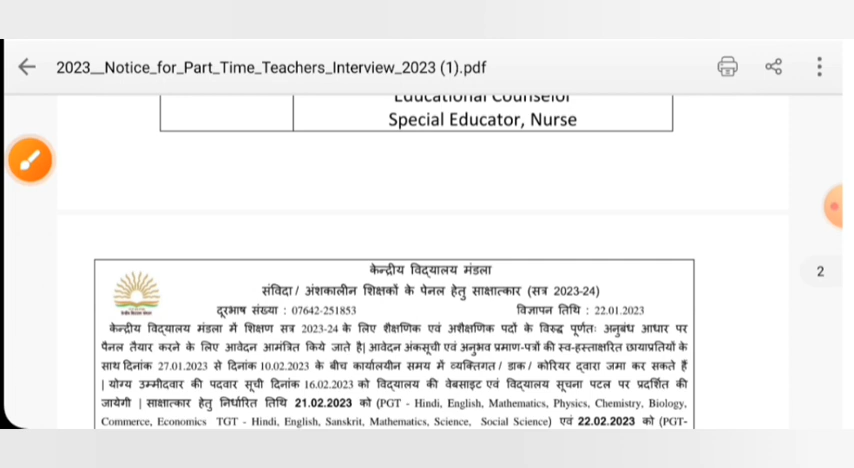 2023__Notice_for_Part_Time_Teachers_Interview_2023 (1).pdf
Educational Counselor
Special Educator, Nurse
2
केन्द्रीय विद्यालय मंडला
संविदा / अंशकालीन शिक्षकों के पेनल हेतु साक्षात्कार (सत्र 2023-24)
दूरभाष संख्या : 07642-251853 विज्ञापन तिथि : 22.01.2023
केन्द्रीय विद्यालय मंडला में शिक्षण सत्र 2023-24 के लिए शैक्षणिक एवं अशैक्षणिक पदों के विरुद्ध पूर्णतः अनुबंध आधार पर
पैनल तैयार करने के लिए आवेदन आमंत्रित किये जाते है| आवेदन अंकसूची एवं अनुभव प्रमाण-पत्रों की स्व-हस्ताक्षरित छायाप्रतियों के
साथ दिनांक 27.01.2023 से दिनांक 10.02.2023 के बीच कार्यालयीन समय में व्यक्तिगत / डाक / कोरियर द्वारा जमा कर सकते हैं
| योग्य उम्मीदवार की पदवार सूची दिनांक 16.02.2023 को विद्यालय की वेबसाइट एवं विद्यालय सूचना पटल पर प्रदर्शित की
जायेगी | साक्षात्कार हेतु निर्धारित तिथि 21.02.2023 को (PGT - Hindi, English, Mathematics, Physics, Chemistry, Biology,
Commerce, Economics TGT - Hindi, English, Sanskrit, Mathematics, Science, Social Science) एवं 22.02.2023 को (PGT-